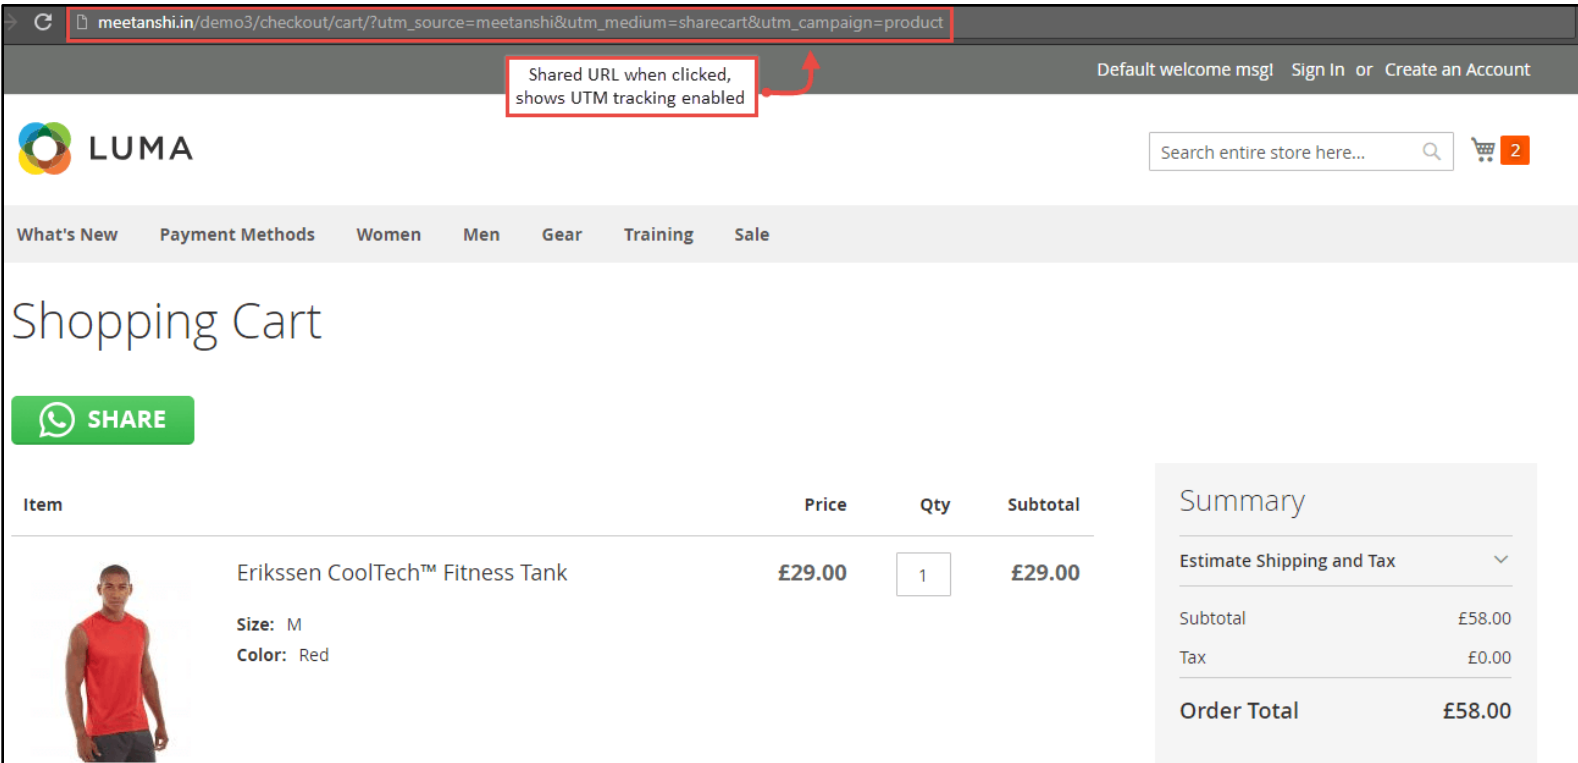 meetanshi.in/demo3/checkout/cart/?utm_source=meetanshi&utm_medium=sharecart&utm_campaign=product
Shared URL when clicked,
shows UTM tracking enabled
Default welcome msg! Sign In or Create an Account
LUMA
Search entire store here...
2
What's New Payment Methods Women Men Gear Training Sale
Shopping Cart
SHARE
Item Price Qty Subtotal
Erikssen CoolTech™ Fitness Tank £29.00 1 £29.00
Size: M
Color: Red
Summary
Estimate Shipping and Tax
Subtotal £58.00
Tax £0.00
Order Total £58.00